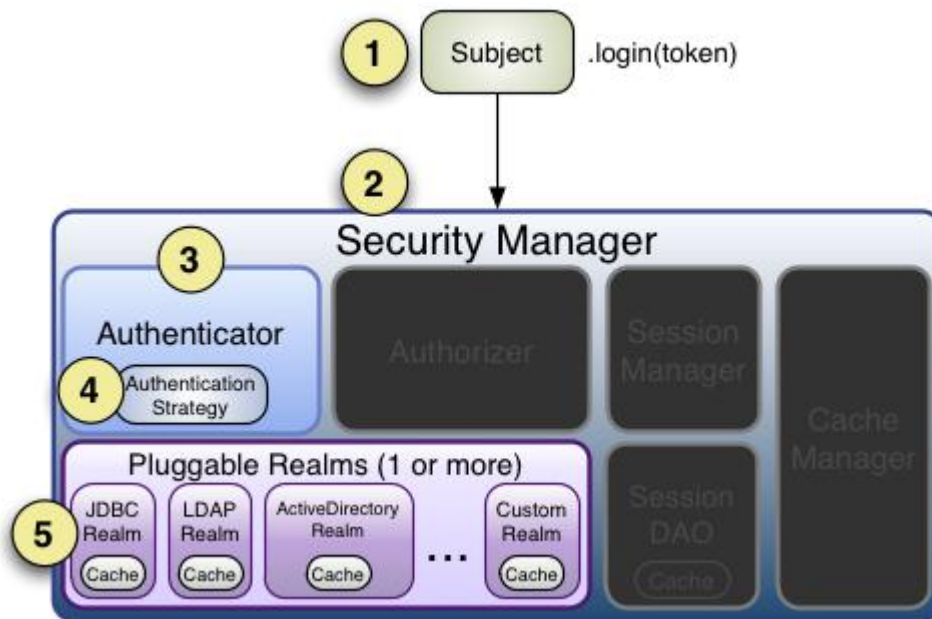 1
Subject
.login(token)
2
Security Manager
3
Authenticator
4
Authentication
Strategy
Authorizer
Session
Manager
Cache
Manager
Pluggable Realms (1 or more)
5
JDBC
Realm
Cache
LDAP
Realm
Cache
ActiveDirectory
Realm
Cache
...
Custom
Realm
Cache
Session
DAO
Cache